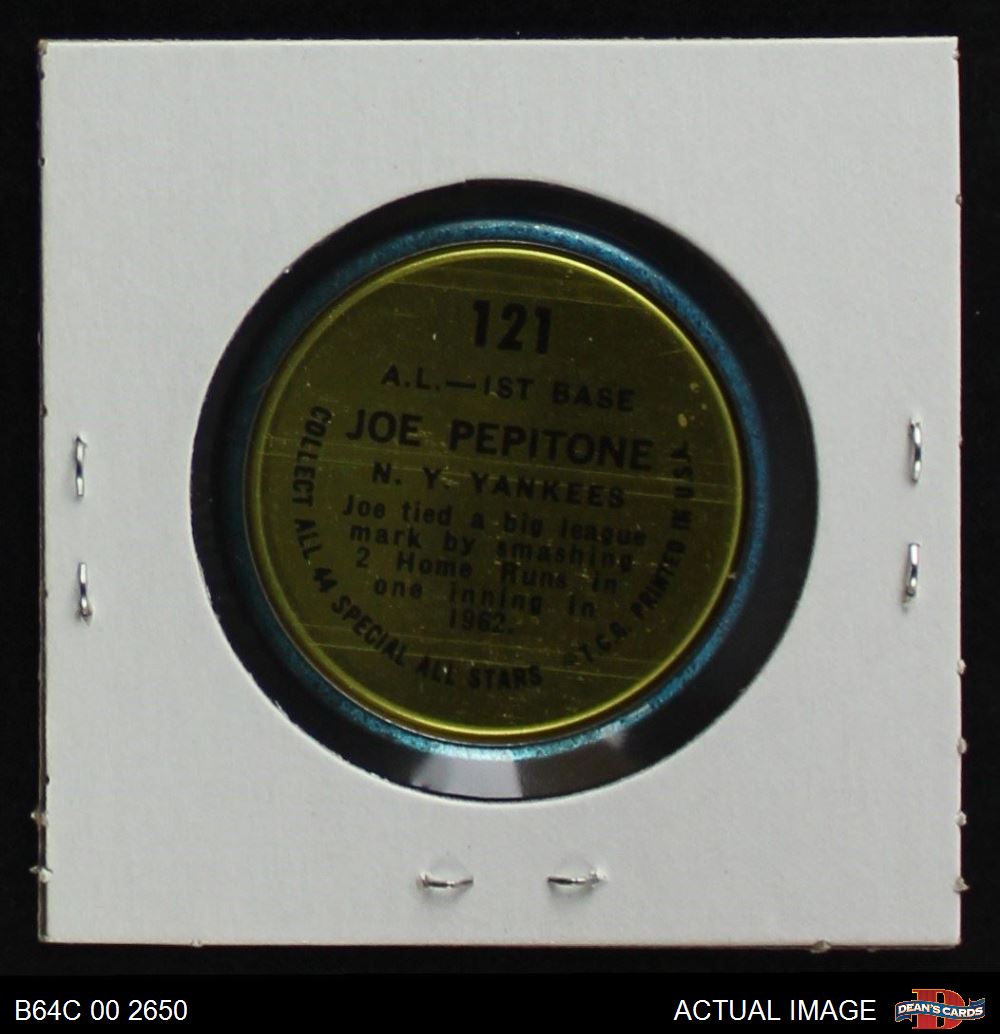 121
A.L.—1ST BASE
JOE PEPITONE
N. Y. YANKEES
Joe tied a big league
mark by smashing
2 Home Runs in
one inning in
1962.
COLLECT ALL 44 SPECIAL ALL STARS
©T.C.G. PRINTED IN U.S.A.
B64C 00 2650
ACTUAL IMAGE
D
DEAN'S CARDS